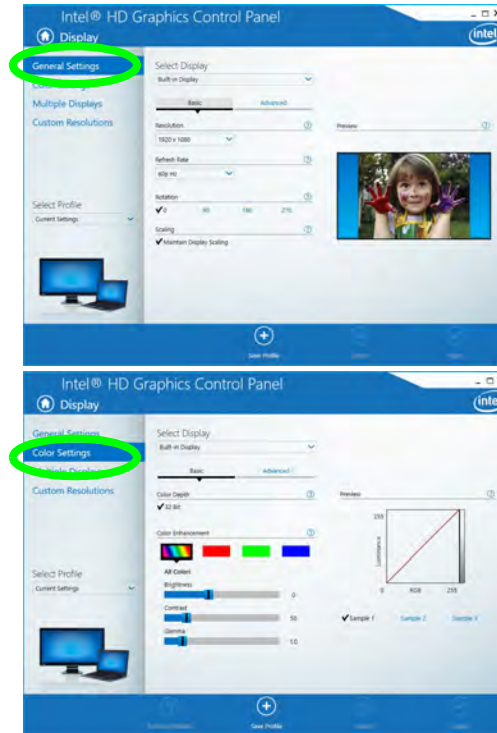 Intel® HD Graphics Control Panel
Display
intel
General Settings
Multiple Displays
Custom Resolutions
Select Profile
Current Settings
Select Display
Built-in Display
Basic Advanced
Resolution
1920 x 1080
Refresh Rate
60p Hz
Rotation
0 90 180 270
Scaling
Maintain Display Scaling
Preview
Save Profile
Intel® HD Graphics Control Panel
Display
inte
General Settings
Color Settings
Multiple Displays
Custom Resolutions
Select Profile
Current Settings
Select Display
Built-in Display
Basic Advanced
Color Depth
32 Bit
Color Enhancement
All Colors
Brightness
0
Contrast
50
Gamma
1.0
Preview
255
Luminance
0 RGB 255
Sample 1 Sample 2 Sample 3
Save Profile